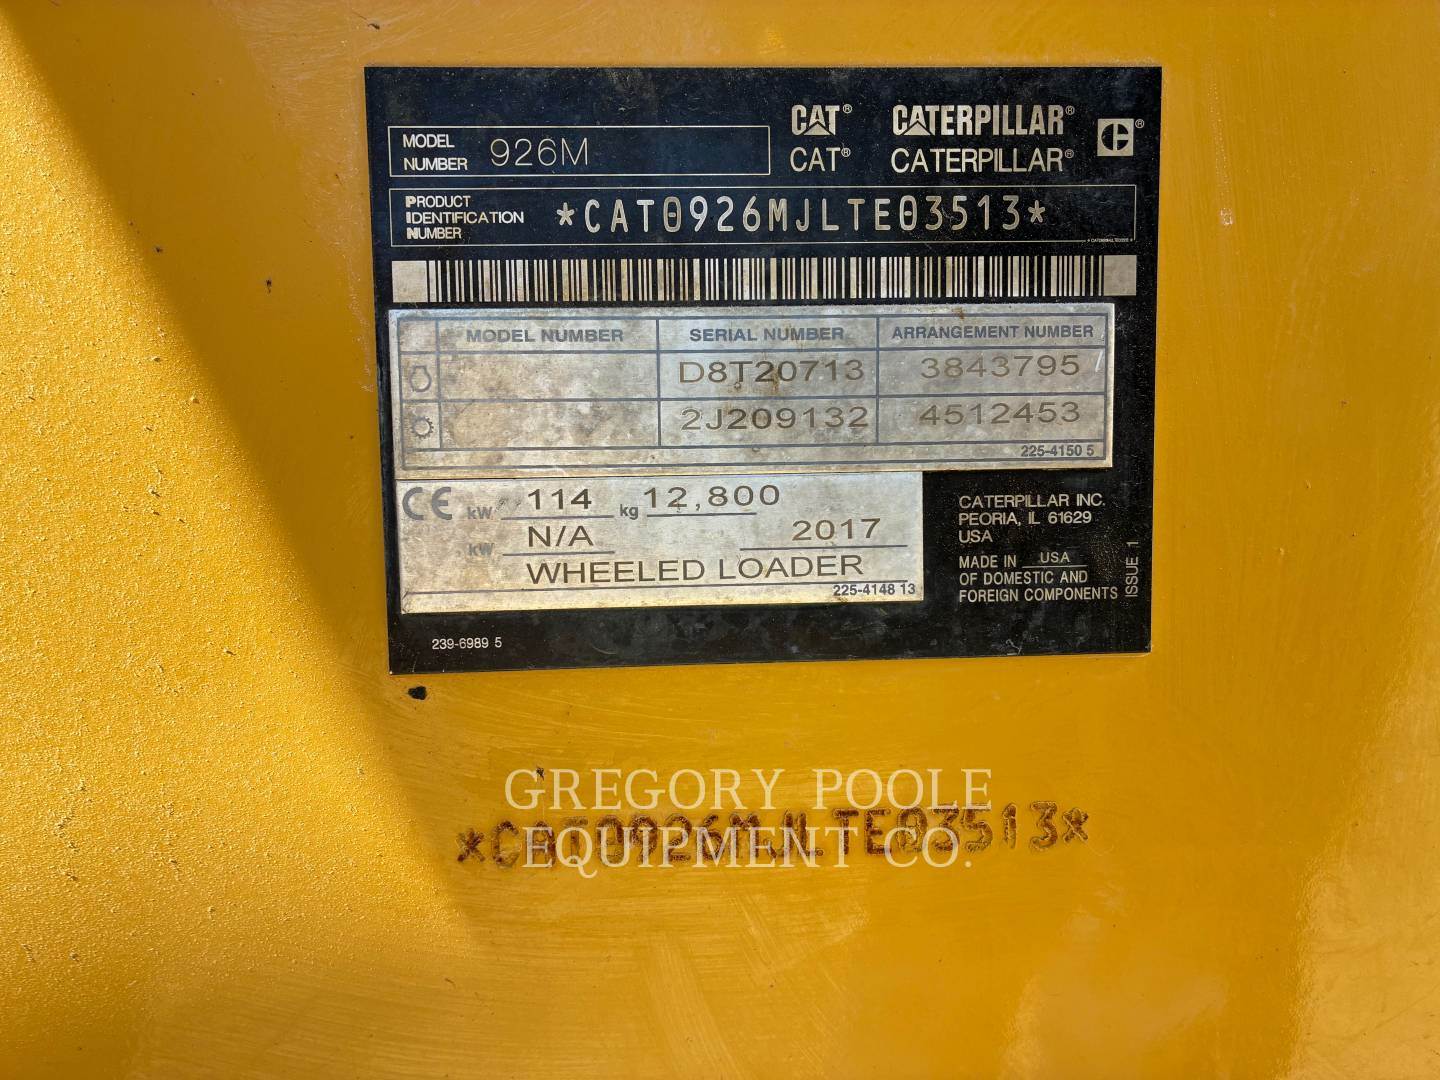 CAT® CATERPILLAR®
MODEL NUMBER 926M
CAT® CATERPILLAR®
PRODUCT IDENTIFICATION NUMBER *CAT0926MJLTE03513*
MODEL NUMBER SERIAL NUMBER ARRANGEMENT NUMBER
D8T20713 3843795
2J209132 4512453
225-4150 5
CE kW 114 kg 12,800
kW N/A 2017
WHEELED LOADER
225-4148 13
CATERPILLAR INC.
PEORIA, IL 61629
USA
MADE IN USA
OF DOMESTIC AND
FOREIGN COMPONENTS
ISSUE 1
239-6989 5
GREGORY POOLE
*CAT0926MJLTE03513*
EQUIPMENT CO.